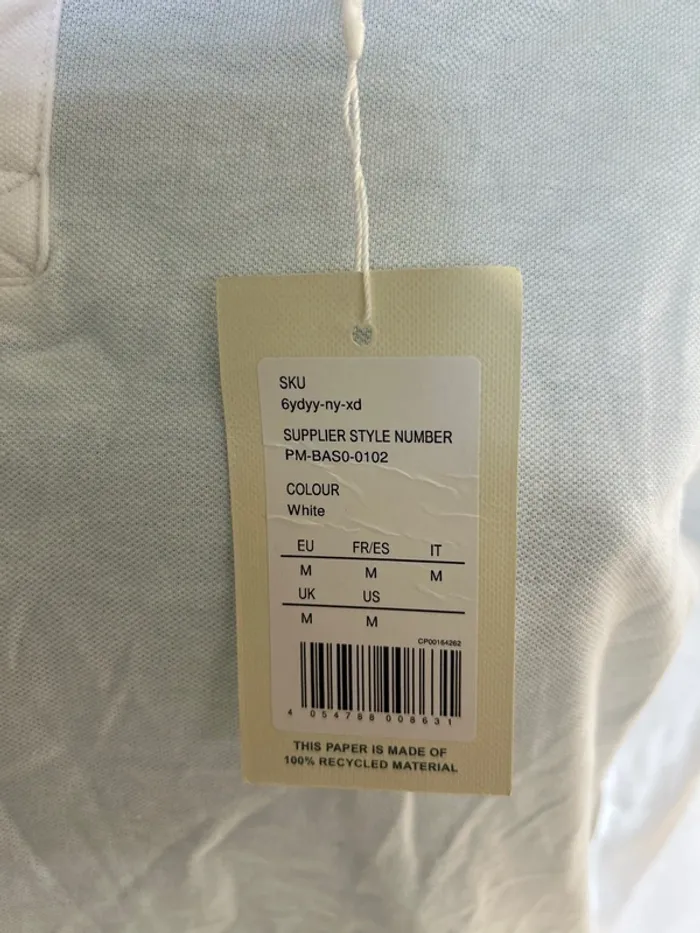 SKU
6ydyy-ny-xd
SUPPLIER STYLE NUMBER
PM-BAS0-0102
COLOUR
White
EU FR/ES IT
M M M
UK US
M M
CP00164262
4 054788 008631
THIS PAPER IS MADE OF
100% RECYCLED MATERIAL